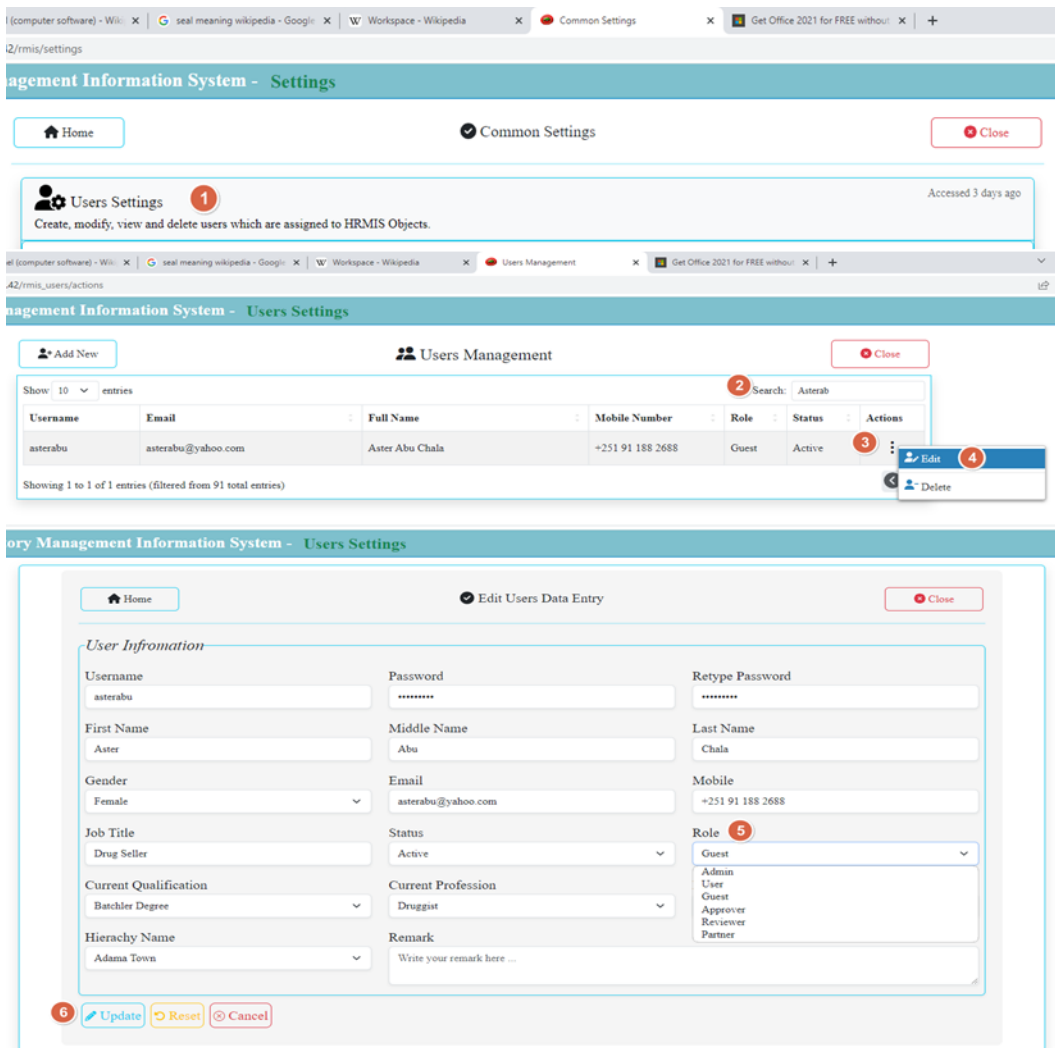 (computer software) - Wiki
seal meaning wikipedia - Google
Workspace - Wikipedia
Common Settings
Get Office 2021 for FREE without
42/rmis/settings
nagement Information System - Settings
Home
Common Settings
Close
Users Settings
1
Accessed 3 days ago
Create, modify, view and delete users which are assigned to HRMIS Objects.
el (computer software) - Wiki
seal meaning wikipedia - Google
Workspace - Wikipedia
Users Management
Get Office 2021 for FREE without
.42/rmis_users/actions
nagement Information System - Users Settings
Add New
Users Management
Close
Show 10 entries
2 Search: Asterab
Username Email Full Name Mobile Number Role Status Actions
asterabu asterabu@yahoo.com Aster Abu Chala +251 91 188 2688 Guest Active 3
Edit 4
Delete
Showing 1 to 1 of 1 entries (filtered from 91 total entries)
ory Management Information System - Users Settings
Home
Edit Users Data Entry
Close
User Infromation
Username Password Retype Password
asterabu ••••••••• •••••••••
First Name Middle Name Last Name
Aster Abu Chala
Gender Email Mobile
Female asterabu@yahoo.com +251 91 188 2688
Job Title Status Role 5
Drug Seller Active Guest
Admin
User
Guest
Approver
Reviewer
Partner
Current Qualification Current Profession
Batchler Degree Druggist
Hierachy Name Remark
Adama Town Write your remark here ...
6 Update Reset Cancel